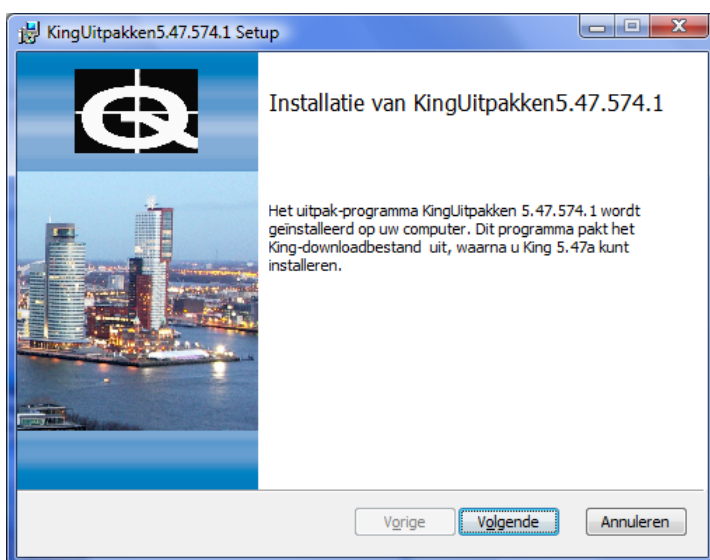 KingUitpakken5.47.574.1 Setup
Installatie van KingUitpakken5.47.574.1
Het uitpak-programma KingUitpakken 5.47.574.1 wordt
geïnstalleerd op uw computer. Dit programma pakt het
King-downloadbestand uit, waarna u King 5.47a kunt
installeren.
Vorige
Volgende
Annuleren